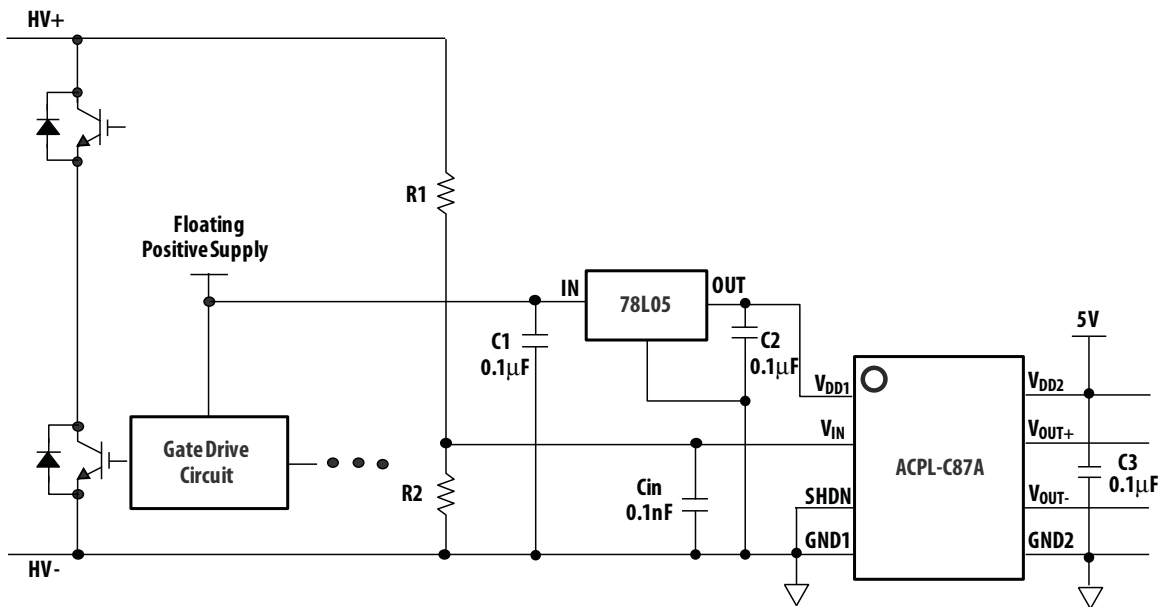 HV+
R1
Floating
Positive Supply
IN
78L05
OUT
C1
0.1μF
C2
0.1μF
5V
VDD1
VDD2
VIN
VOUT+
Gate Drive
Circuit
ACPL-C87A
C3
0.1μF
R2
Cin
0.1nF
SHDN
VOUT-
GND1
GND2
HV-